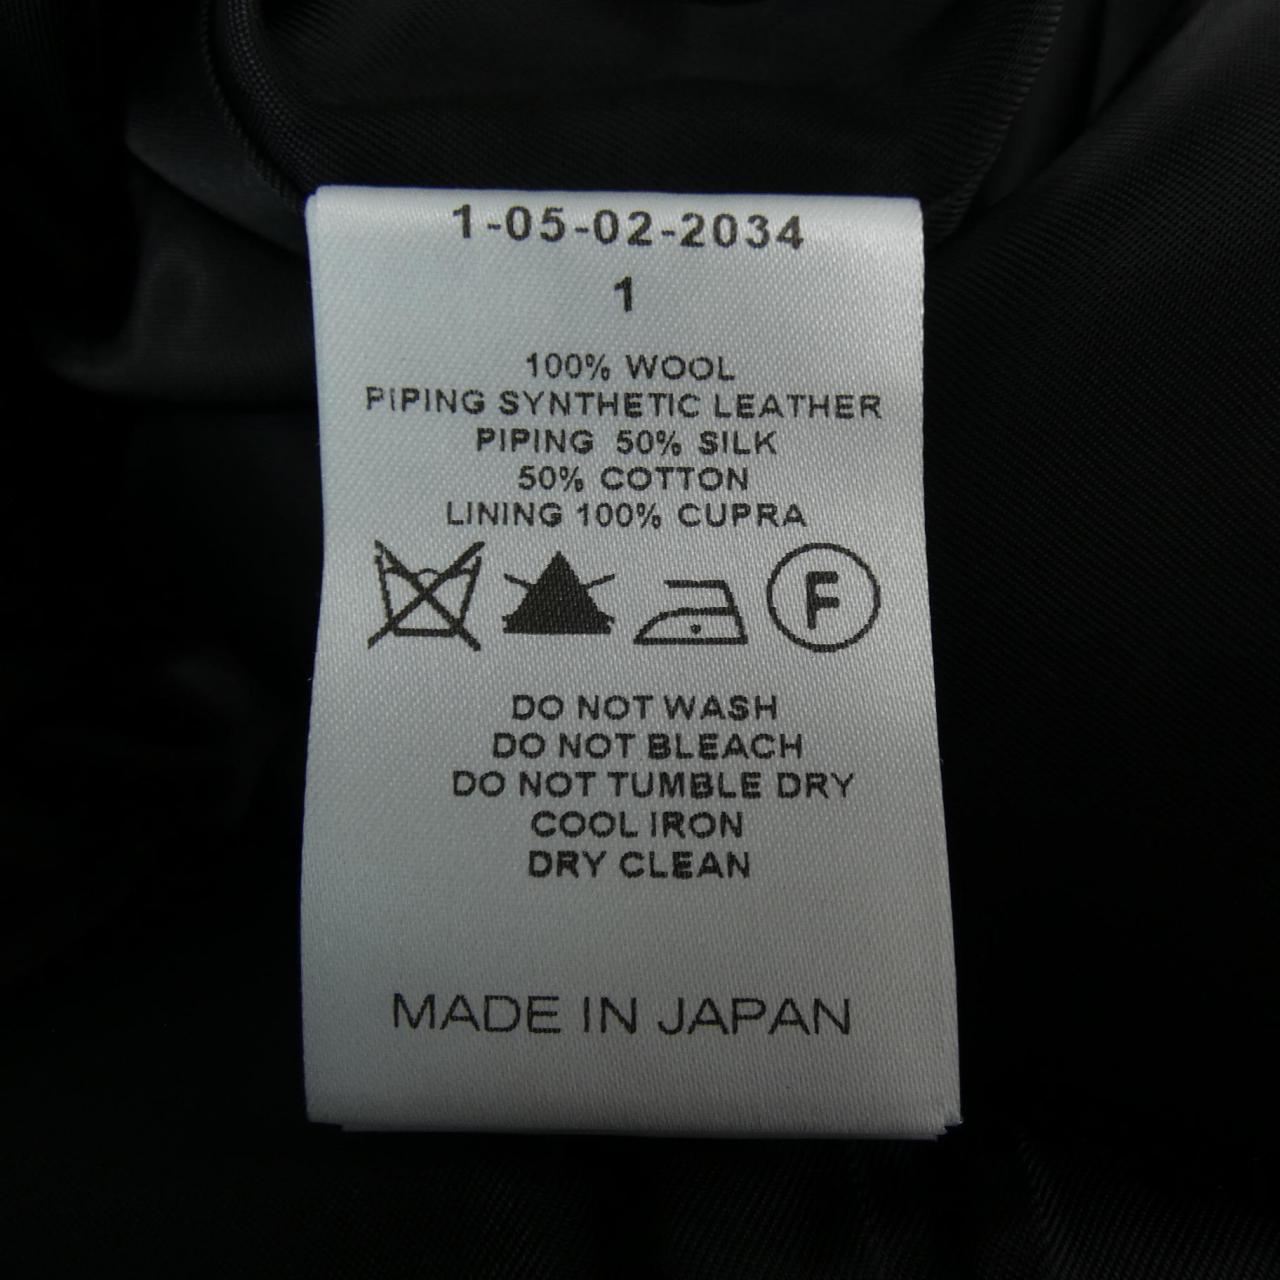 1-05-02-2034
1
100% WOOL
PIPING SYNTHETIC LEATHER
PIPING 50% SILK
50% COTTON
LINING 100% CUPRA
F
DO NOT WASH
DO NOT BLEACH
DO NOT TUMBLE DRY
COOL IRON
DRY CLEAN
MADE IN JAPAN